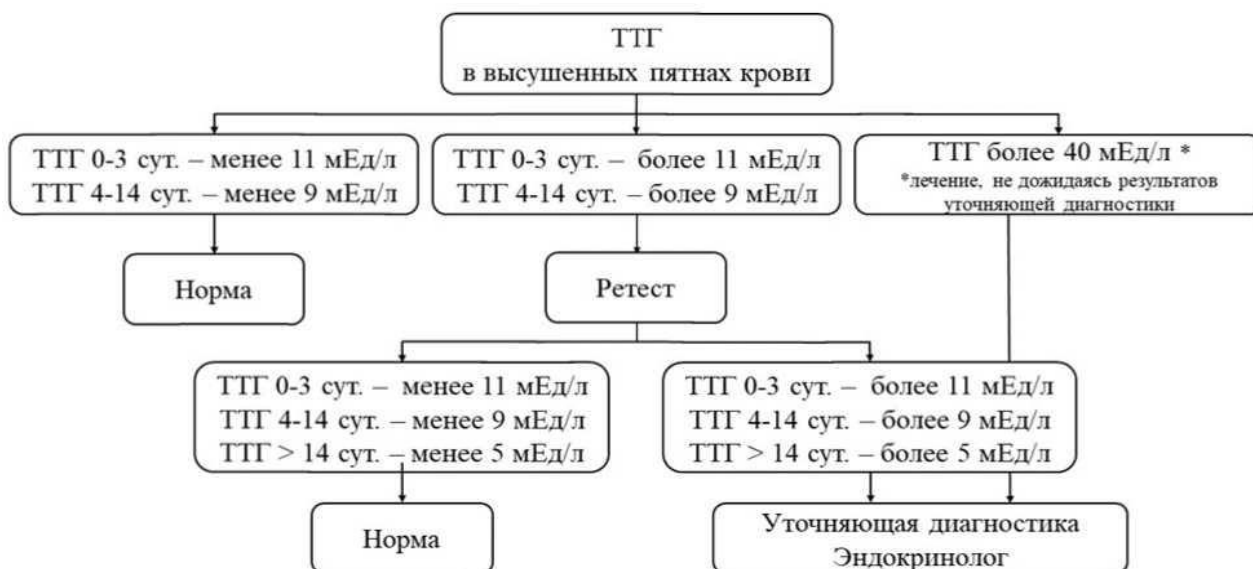 ТТГ
в высушенных пятнах крови
ТТГ 0-3 сут. – менее 11 мЕд/л
ТТГ 4-14 сут. – менее 9 мЕд/л
ТТГ 0-3 сут. – более 11 мЕд/л
ТТГ 4-14 сут. – более 9 мЕд/л
ТТГ более 40 мЕд/л *
*лечение, не дожидаясь результатов
уточняющей диагностики
Норма
Ретест
ТТГ 0-3 сут. – менее 11 мЕд/л
ТТГ 4-14 сут. – менее 9 мЕд/л
ТТГ > 14 сут. – менее 5 мЕд/л
ТТГ 0-3 сут. – более 11 мЕд/л
ТТГ 4-14 сут. – более 9 мЕд/л
ТТГ > 14 сут. – более 5 мЕд/л
Норма
Уточняющая диагностика
Эндокринолог